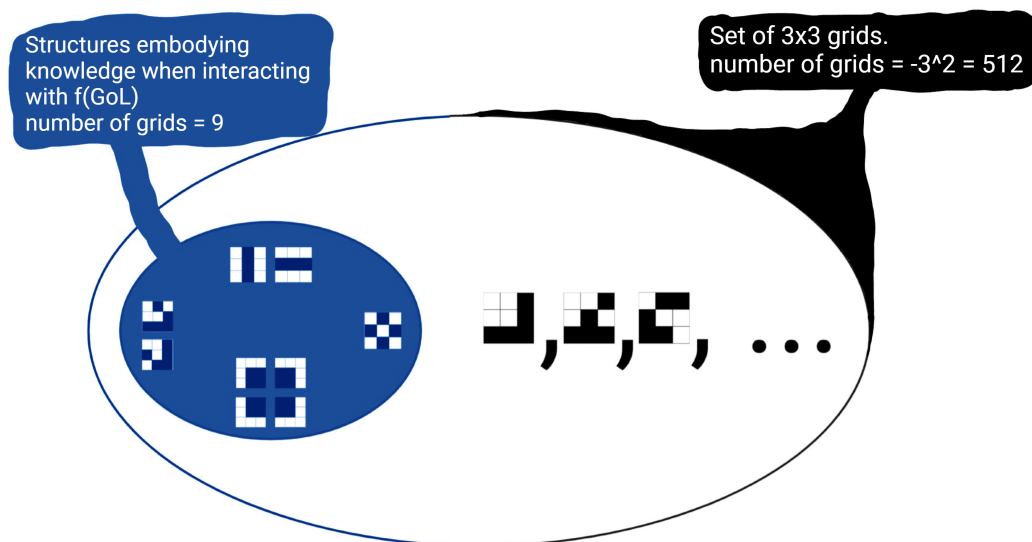 Structures embodying
knowledge when interacting
with f(GoL)
number of grids = 9
Set of 3x3 grids.
number of grids = -3^2 = 512
, , , ...